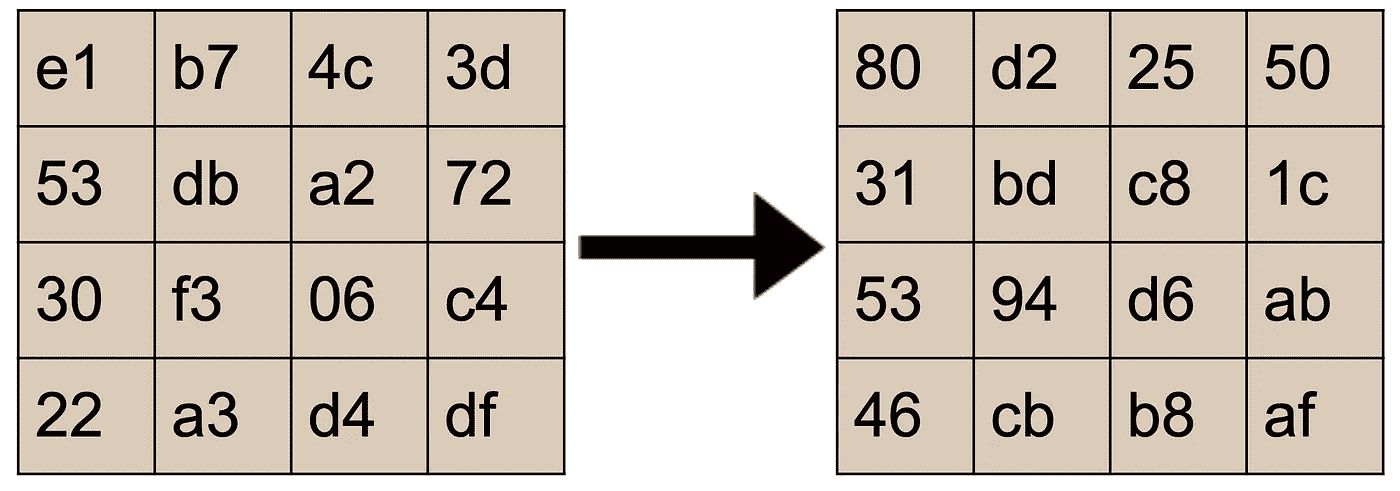 e1 b7 4c 3d 80 d2 25 50
53 db a2 72 31 bd c8 1c
30 f3 06 c4 53 94 d6 ab
22 a3 d4 df 46 cb b8 af